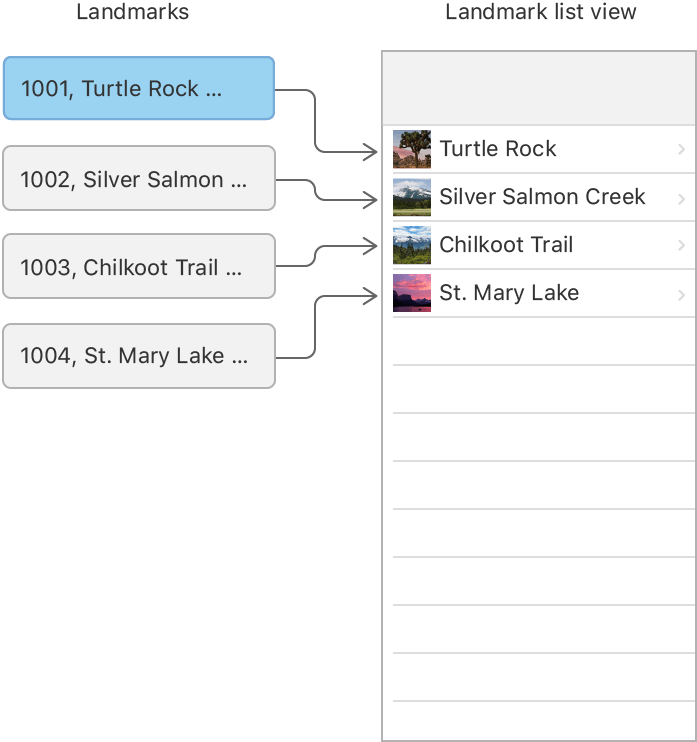 Landmarks
1001, Turtle Rock ...
1002, Silver Salmon ...
1003, Chilkoot Trail ...
1004, St. Mary Lake ...
Landmark list view
Turtle Rock
Silver Salmon Creek
Chilkoot Trail
St. Mary Lake